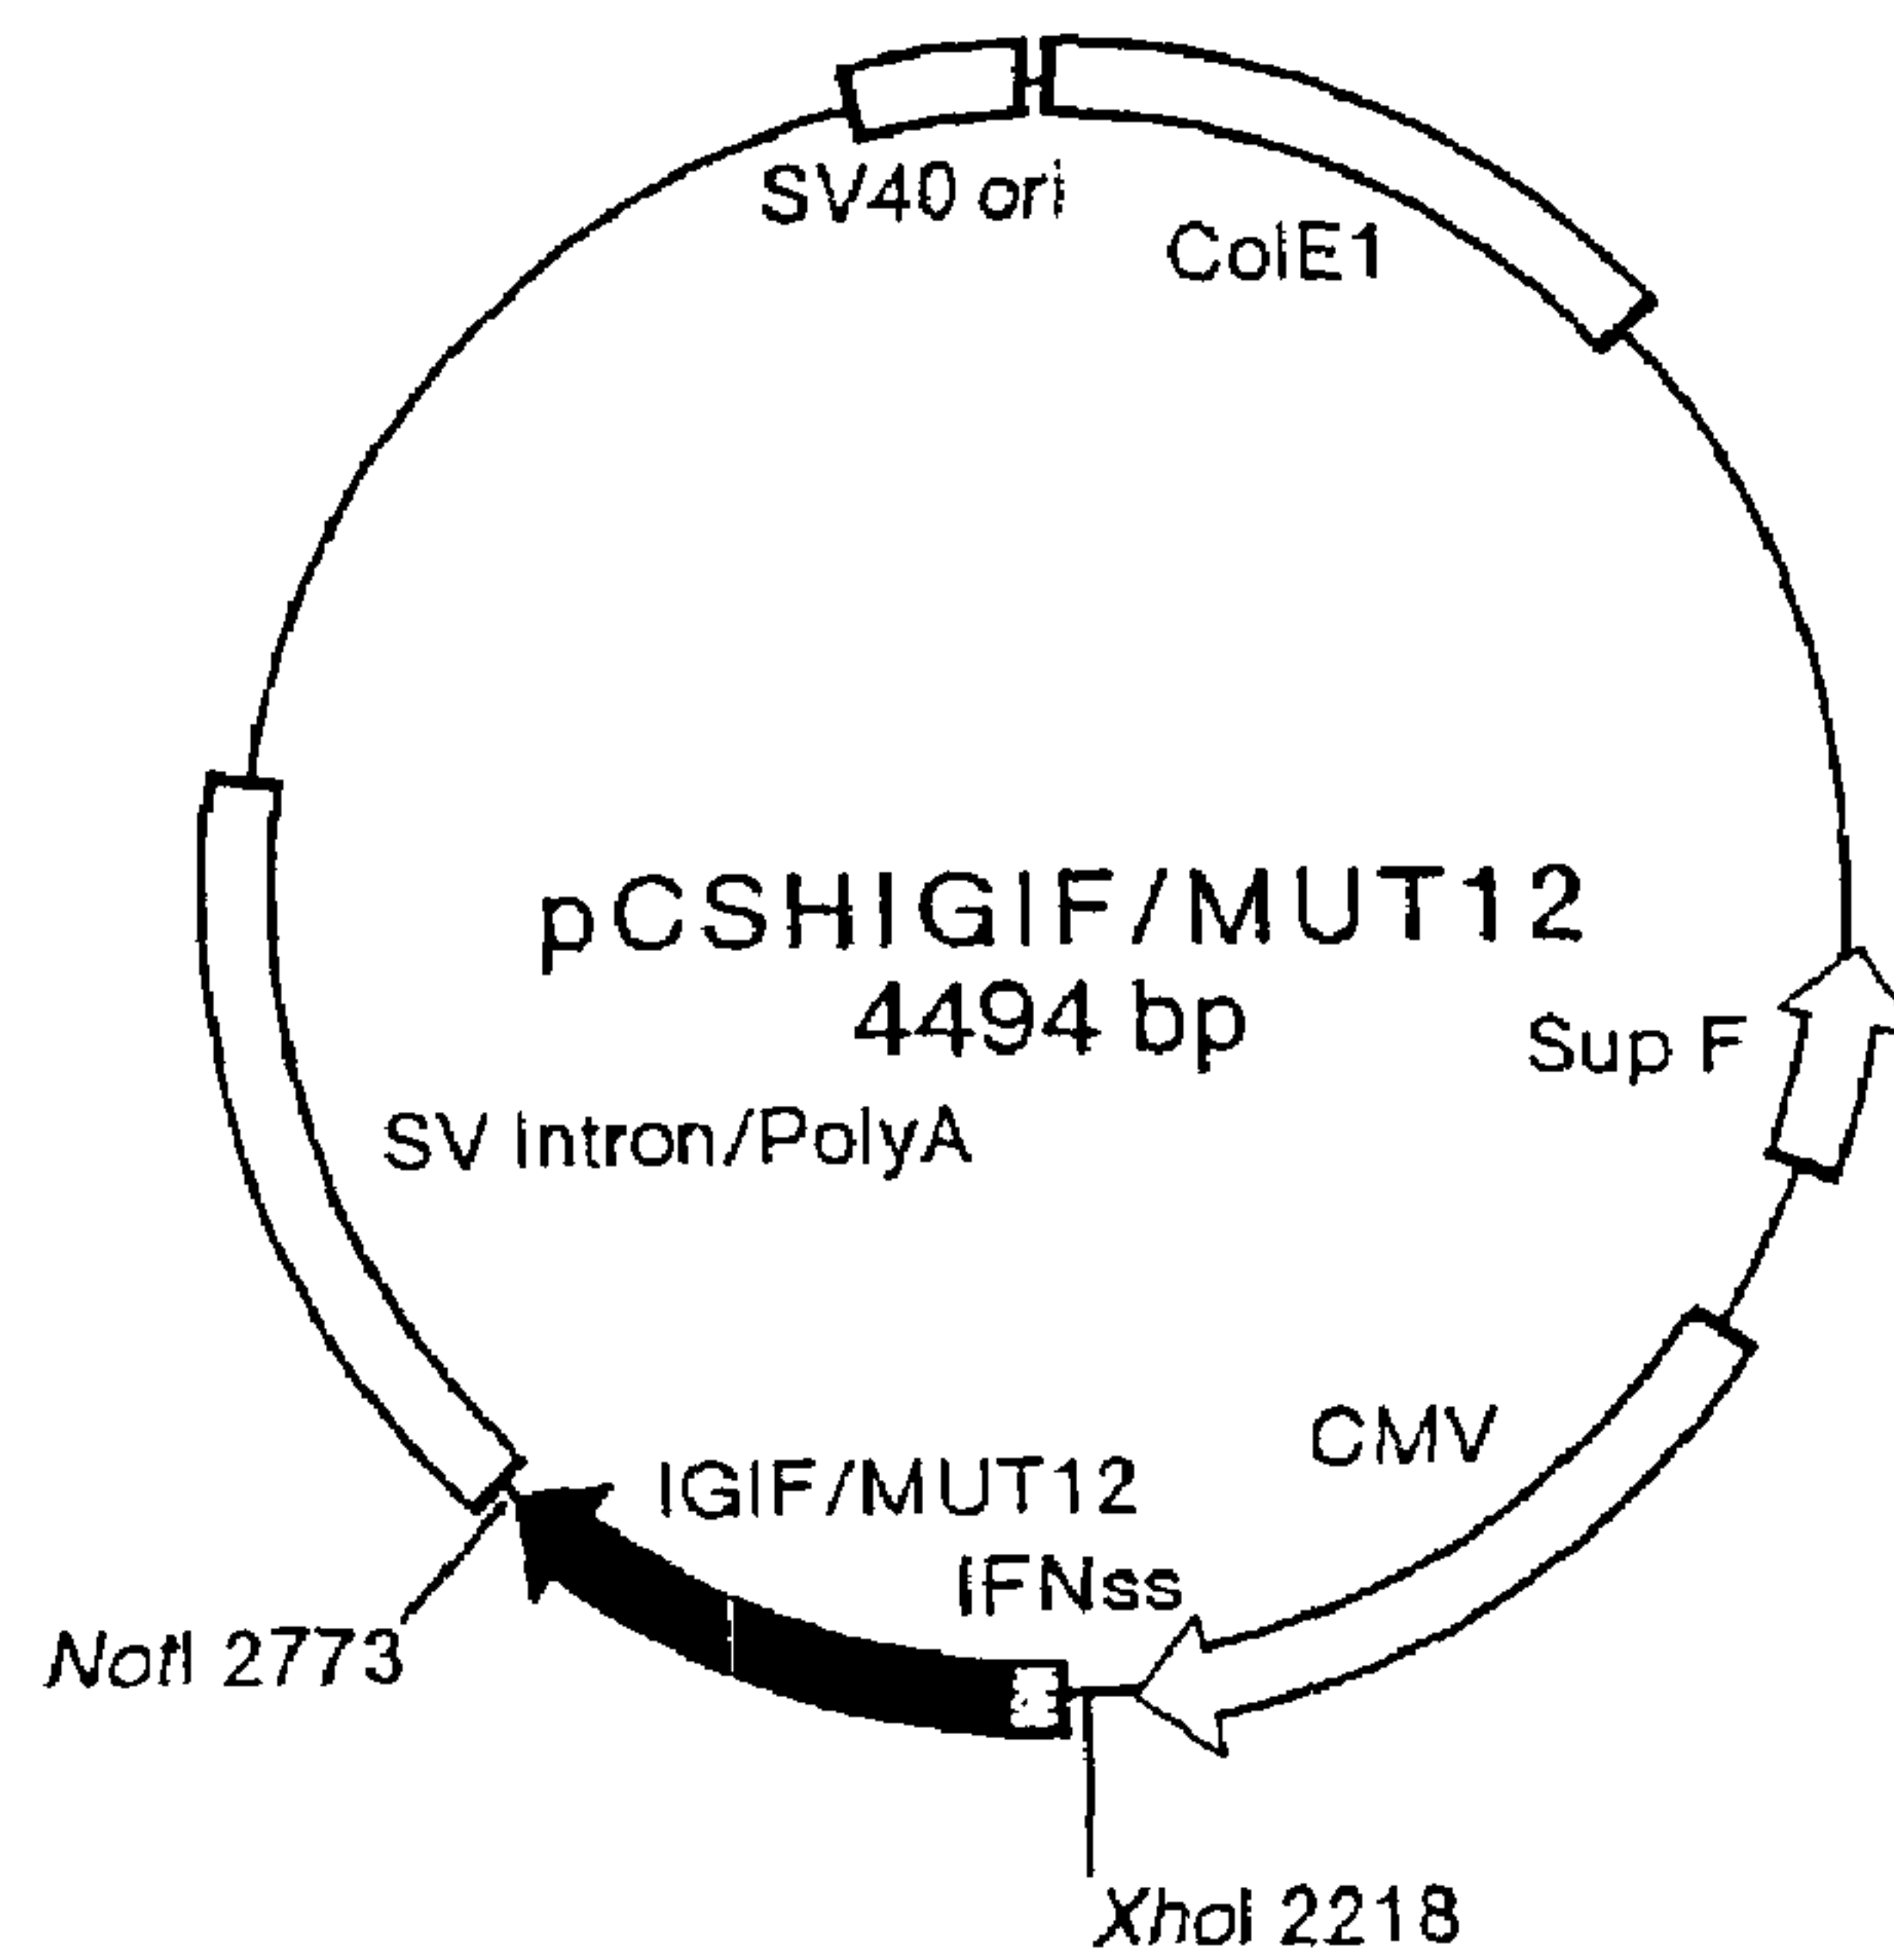 SV40 ori
ColE1
pCSHIGIF/MUT12
4494 bp
Sup F
SV intron/PolyA
CMV
IGIF/MUT12
IFNss
NotI 2773
XhoI 2218